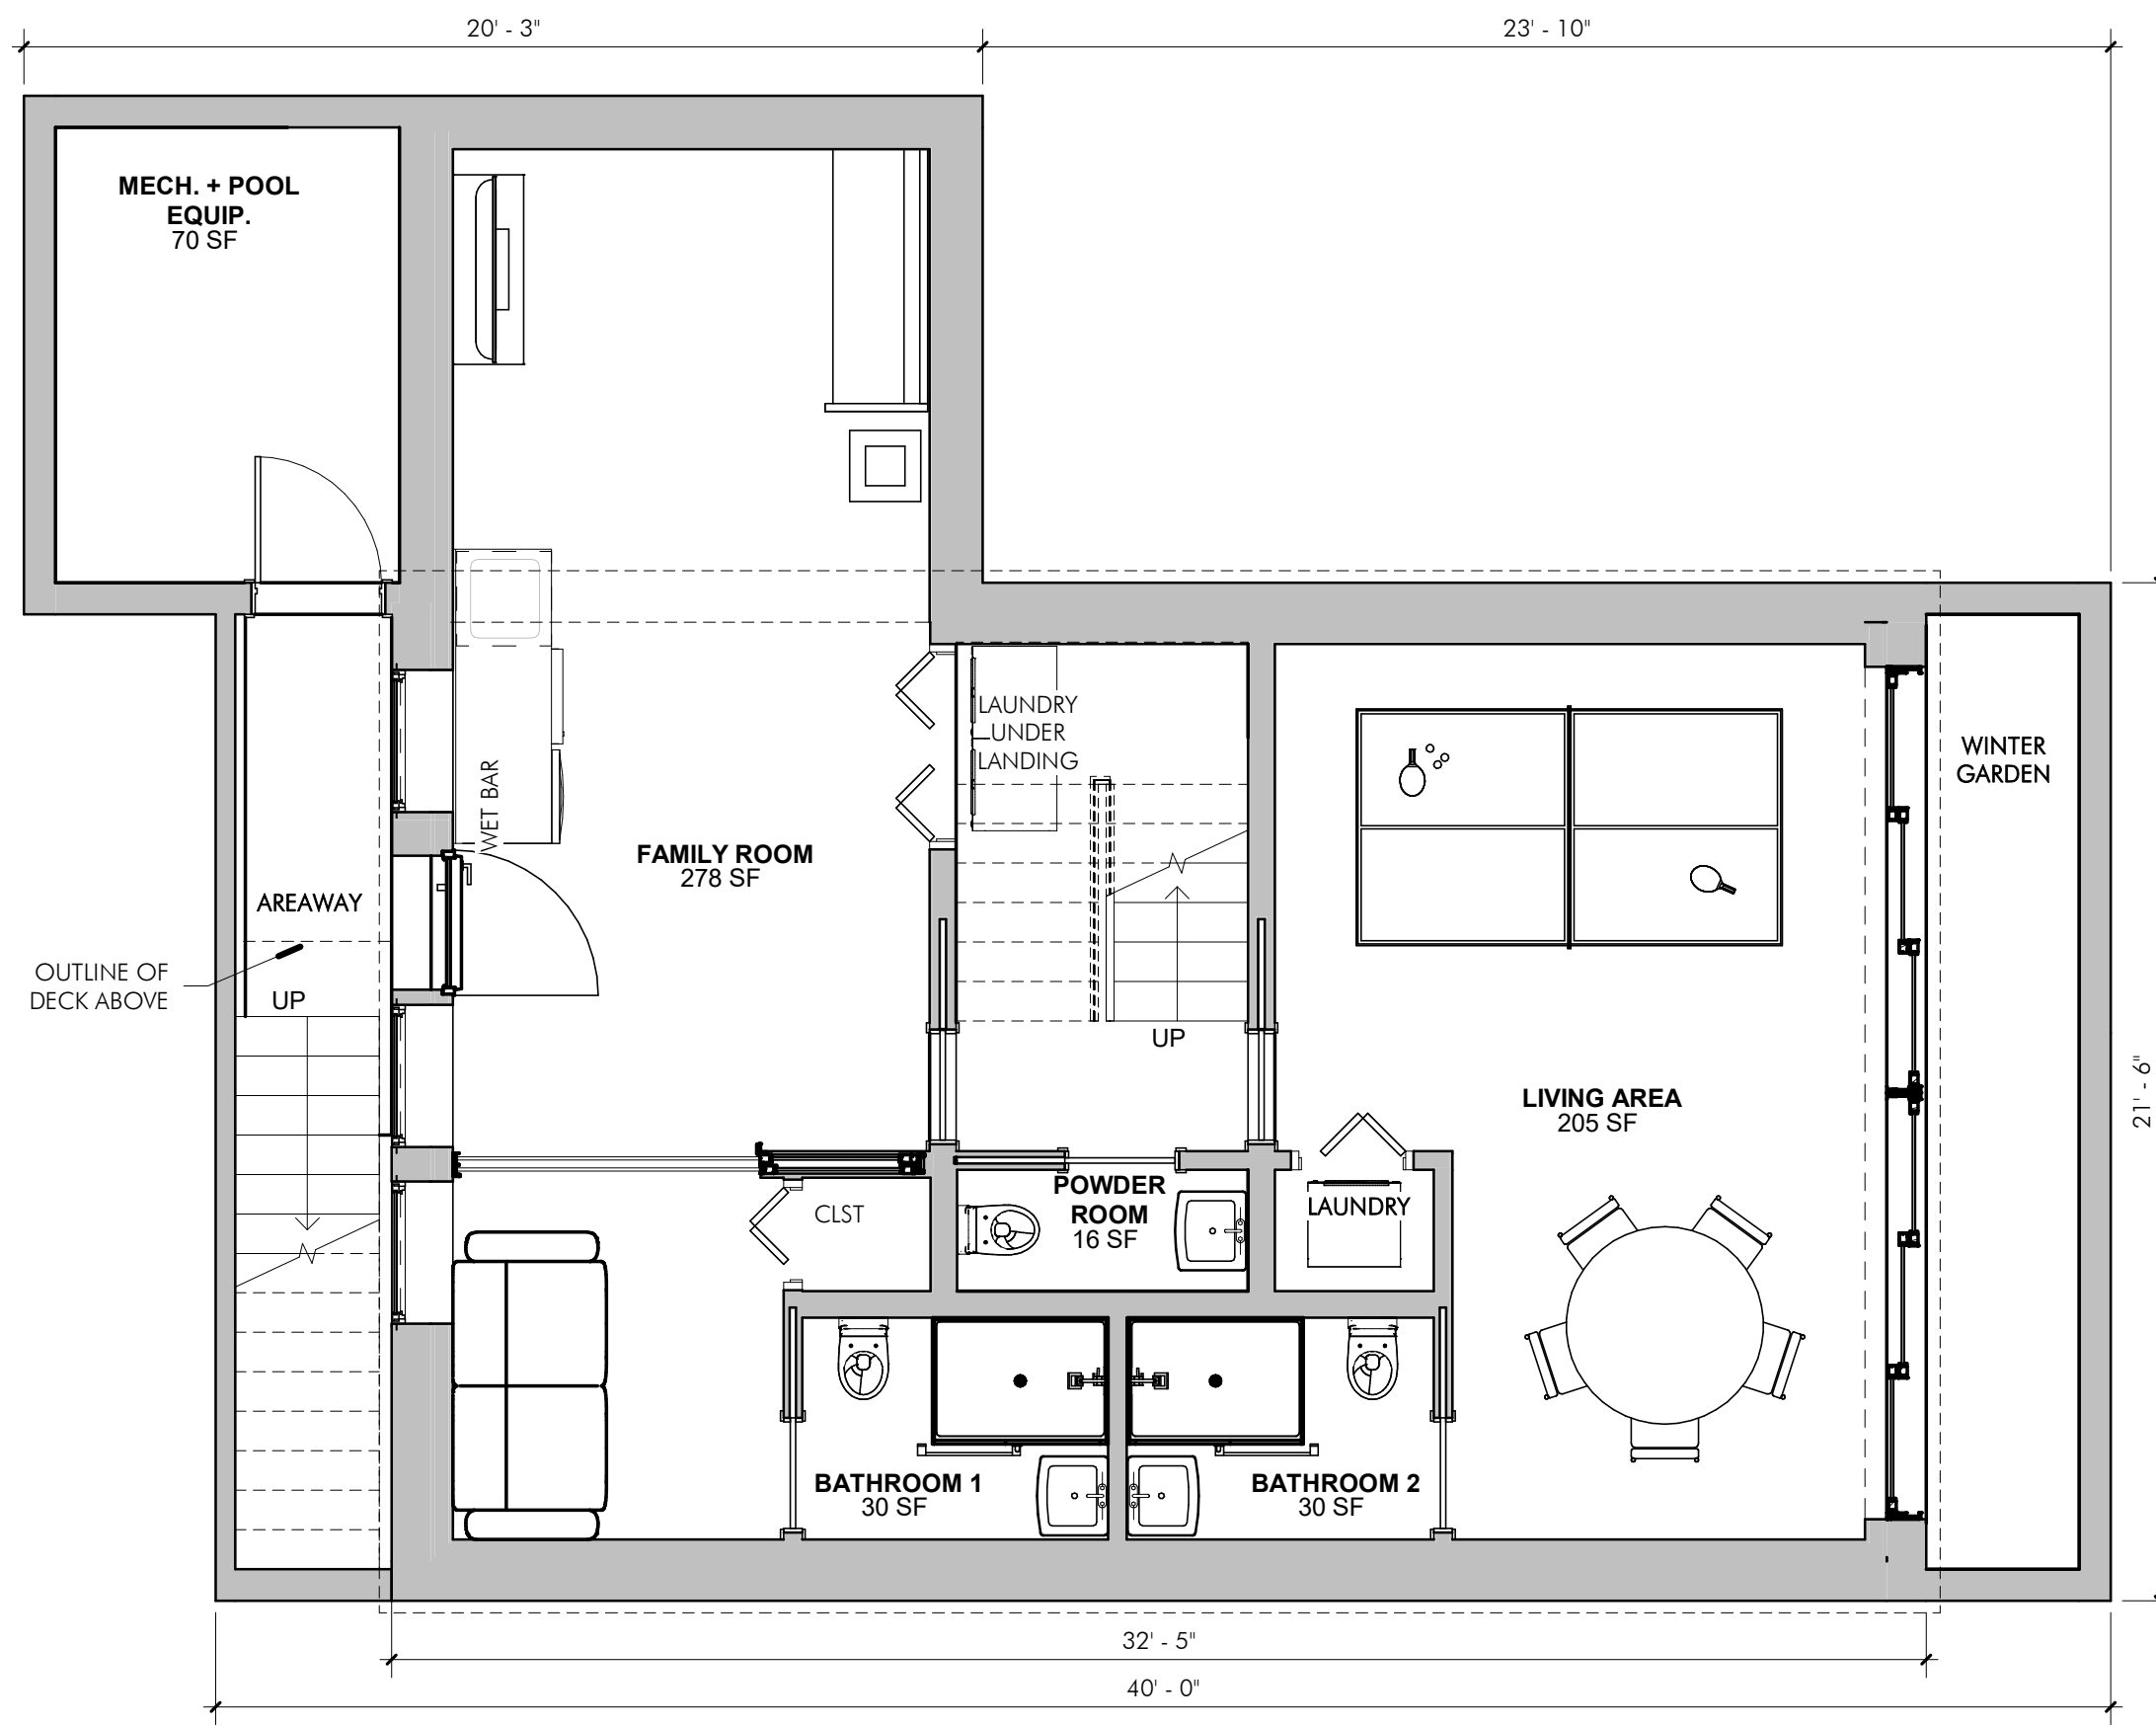 20' - 3"
23' - 10"
MECH. + POOL
EQUIP.
70 SF
LAUNDRY
UNDER
LANDING
WINTER
GARDEN
WET BAR
FAMILY ROOM
278 SF
AREAWAY
OUTLINE OF
DECK ABOVE
UP
UP
LIVING AREA
205 SF
21' - 6"
POWDER
ROOM
16 SF
CLST
LAUNDRY
BATHROOM 1
30 SF
BATHROOM 2
30 SF
32' - 5"
40' - 0"